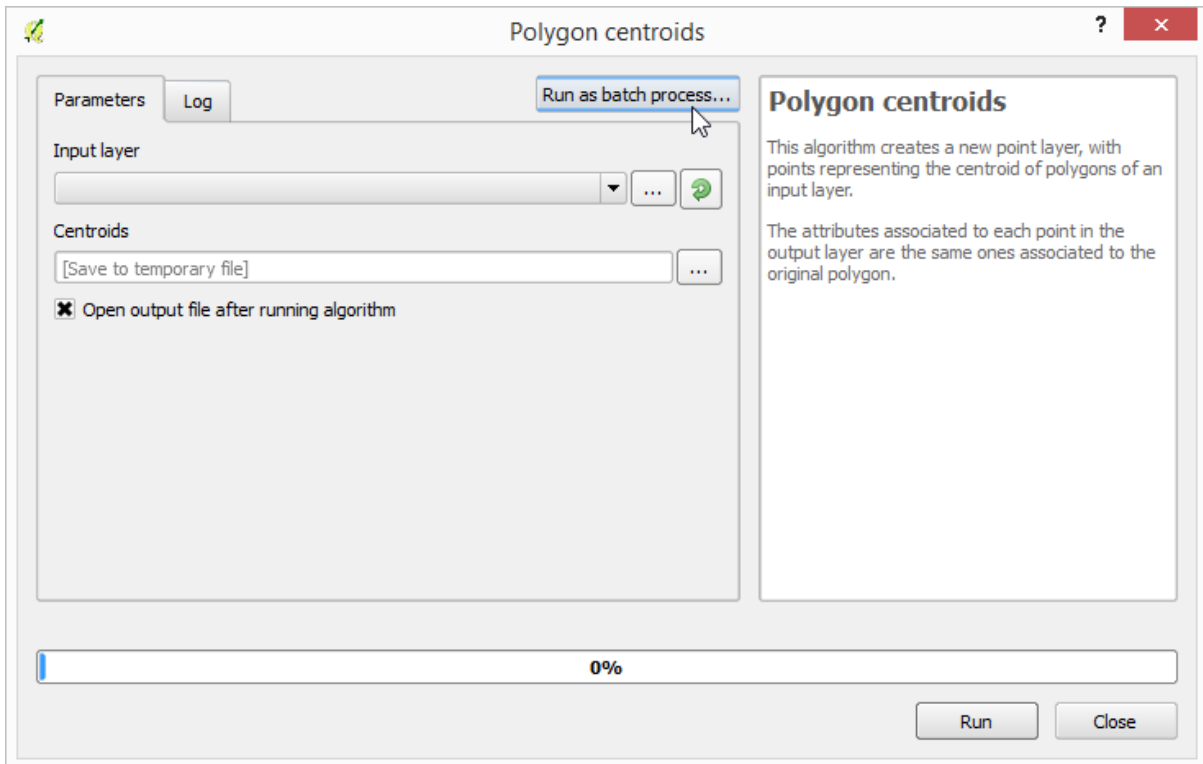 Polygon centroids
?
Parameters
Log
Run as batch process...
Input layer
...
Centroids
[Save to temporary file]
...
Open output file after running algorithm
Polygon centroids
This algorithm creates a new point layer, with
points representing the centroid of polygons of an
input layer.
The attributes associated to each point in the
output layer are the same ones associated to the
original polygon.
0%
Run
Close